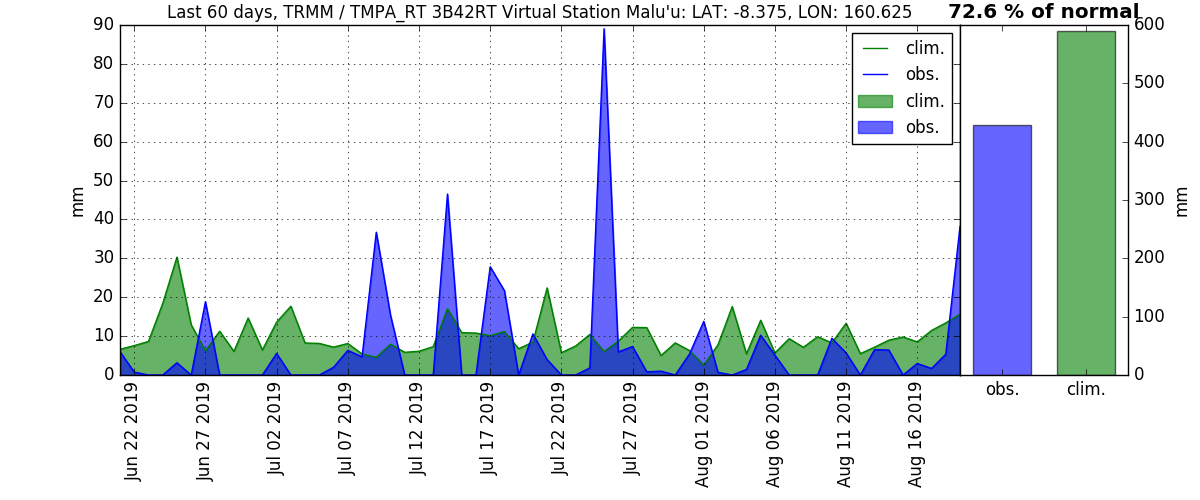 Last 60 days, TRMM / TMPA_RT 3B42RT Virtual Station Malu'u: LAT: -8.375, LON: 160.625
72.6 % of normal
90
80
70
60
50
40
30
20
10
0
mm
clim.
obs.
clim.
obs.
600
500
400
300
200
100
0
mm
Jun 22 2019
Jun 27 2019
Jul 02 2019
Jul 07 2019
Jul 12 2019
Jul 17 2019
Jul 22 2019
Jul 27 2019
Aug 01 2019
Aug 06 2019
Aug 11 2019
Aug 16 2019
obs.
clim.